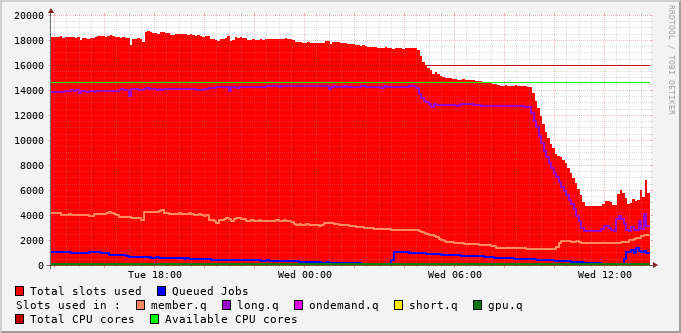 20000
18000
16000
14000
12000
10000
8000
6000
4000
2000
0
Tue 18:00 Wed 00:00 Wed 06:00 Wed 12:00
RRDTOOL / TOBI OETIKER
Total slots used Queued Jobs
Slots used in : member.q long.q ondemand.q short.q gpu.q
Total CPU cores Available CPU cores